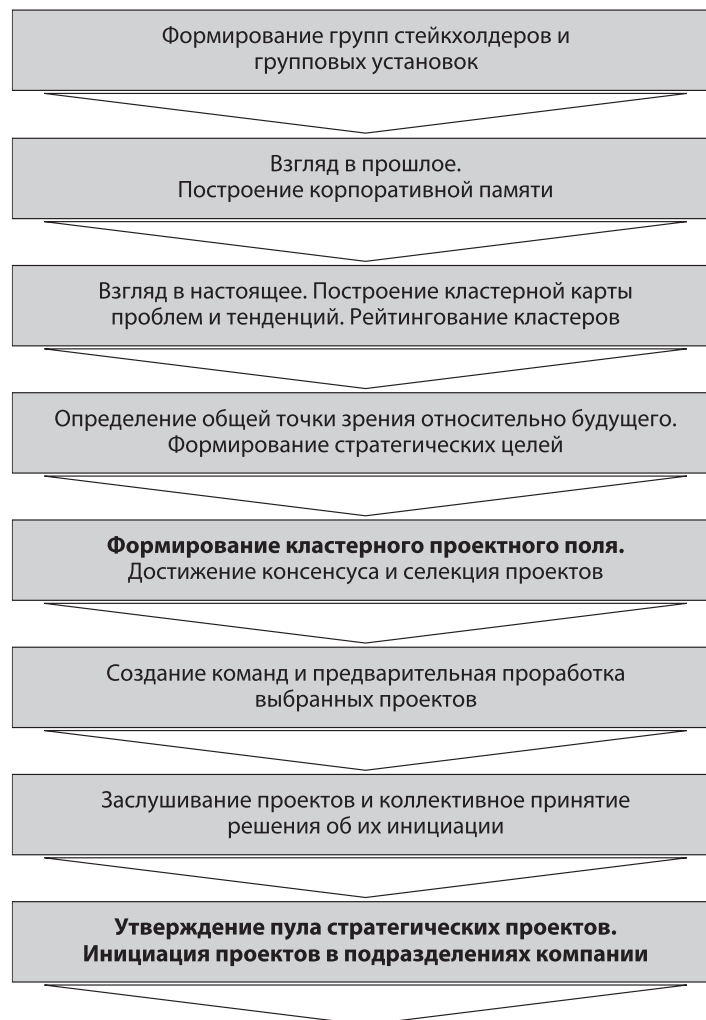 Формирование групп стейкхолдеров и
групповых установок
Взгляд в прошлое.
Построение корпоративной памяти
Взгляд в настоящее. Построение кластерной карты
проблем и тенденций. Рейтингование кластеров
Определение общей точки зрения относительно будущего.
Формирование стратегических целей
Формирование кластерного проектного поля.
Достижение консенсуса и селекция проектов
Создание команд и предварительная проработка
выбранных проектов
Заслушивание проектов и коллективное принятие
решения об их инициации
Утверждение пула стратегических проектов.
Инициация проектов в подразделениях компании